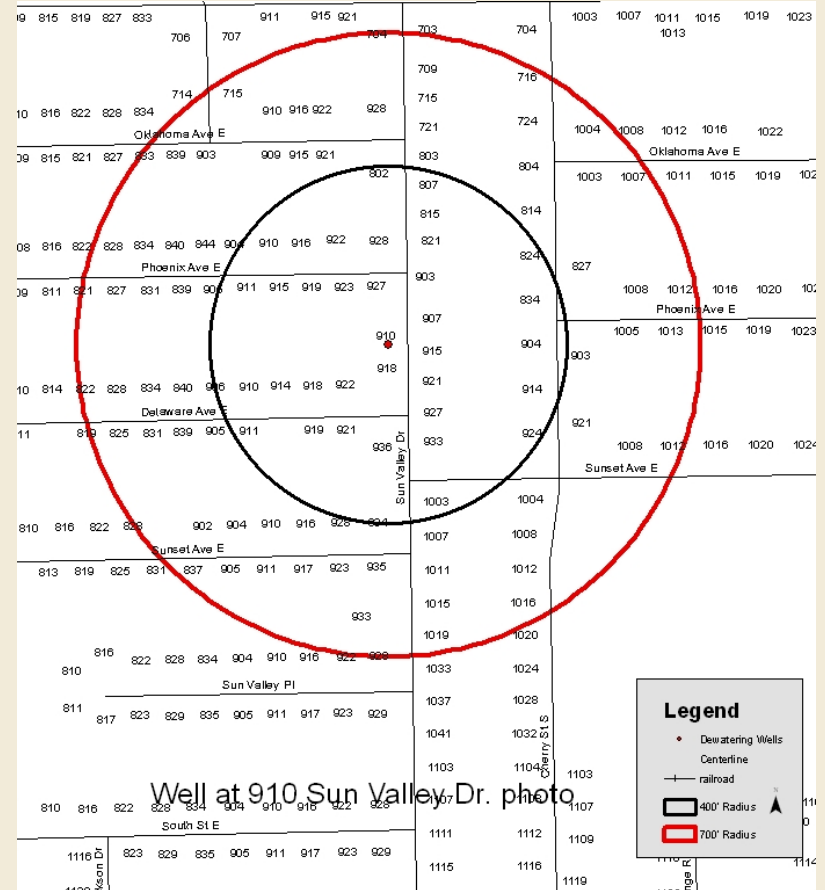 815 819 827 833 911 915 921 703 704 1003 1007 1011 1015 1019 1023
706 707 704 1013
709
716
714 715 715
10 816 822 828 834 910 916 922 928 721 724 1004 1008 1012 1016 1022
Oklahoma Ave E
Oklahoma Ave E
815 821 827 833 839 903 909 915 921 803
802 804 1003 1007 1011 1015 1019
807
815 814
816 822 828 834 840 844 904 910 916 922 928 821
824
Phoenix Ave E 827
903
811 821 827 831 839 906 911 915 919 923 927 834 1008 1012 1016 1020
Phoenix Ave E
907
910 904 1005 1013 1015 1019 1023
915 903
918
10 814 822 828 834 840 906 910 914 918 922 921 914
Delaware Ave E 927
11 819 825 831 839 905 911 919 921 924 921
936 933 1008 1012 1016 1020 1024
Sun Valley Dr
Sunset Ave E
1003 1004
810 816 822 828 902 904 910 916 928 934
1007 1008
Sunset Ave E
813 819 825 831 837 905 911 917 923 935 1011 1012
1015 1016
933
1019 1020
816 822 828 834 904 910 916 922 928
810 1033 1024
Sun Valley Pl
811 817 823 829 835 905 911 917 923 929 1037 1028
1041 1032
Cherry St S
1103 1104 1103
Well at 910 Sun Valley Dr. photo
810 816 822 828 834 904 910 916 922 928 1107 1108 1107
South St E
1111 1112 1109
1116 823 829 835 905 911 917 923 929
1115 1116 1119
Legend
Dewatering Wells
Centerline
railroad
N
400' Radius
700' Radius